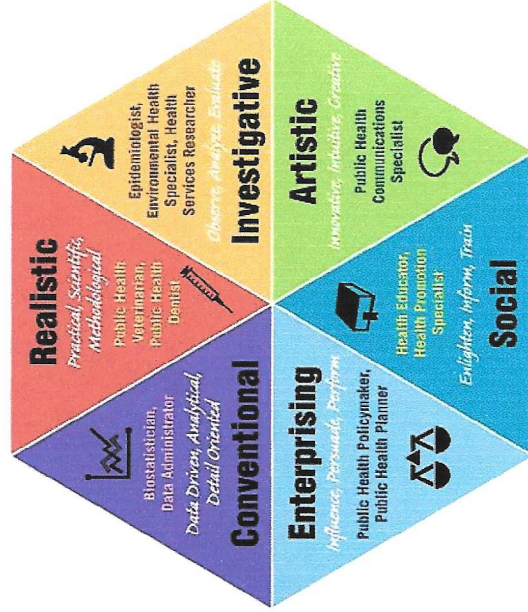 Realistic
Practical, Scientific,
Methodological
Public Health
Veterinarian,
Public Health
Dentist
Epidemiologist,
Environmental Health
Specialist, Health
Services Researcher
Observe, Analyze, Evaluate
Investigative
Artistic
Innovative, Intuitive, Creative
Public Health
Communications
Specialist
Health Educator,
Health Promotion
Specialist
Enlighten, Inform, Train
Social
Enterprising
Influence, Persuade, Perform
Public Health Policymaker,
Public Health Planner
Biostatistician,
Data Administrator
Data Driven, Analytical,
Detail Oriented
Conventional